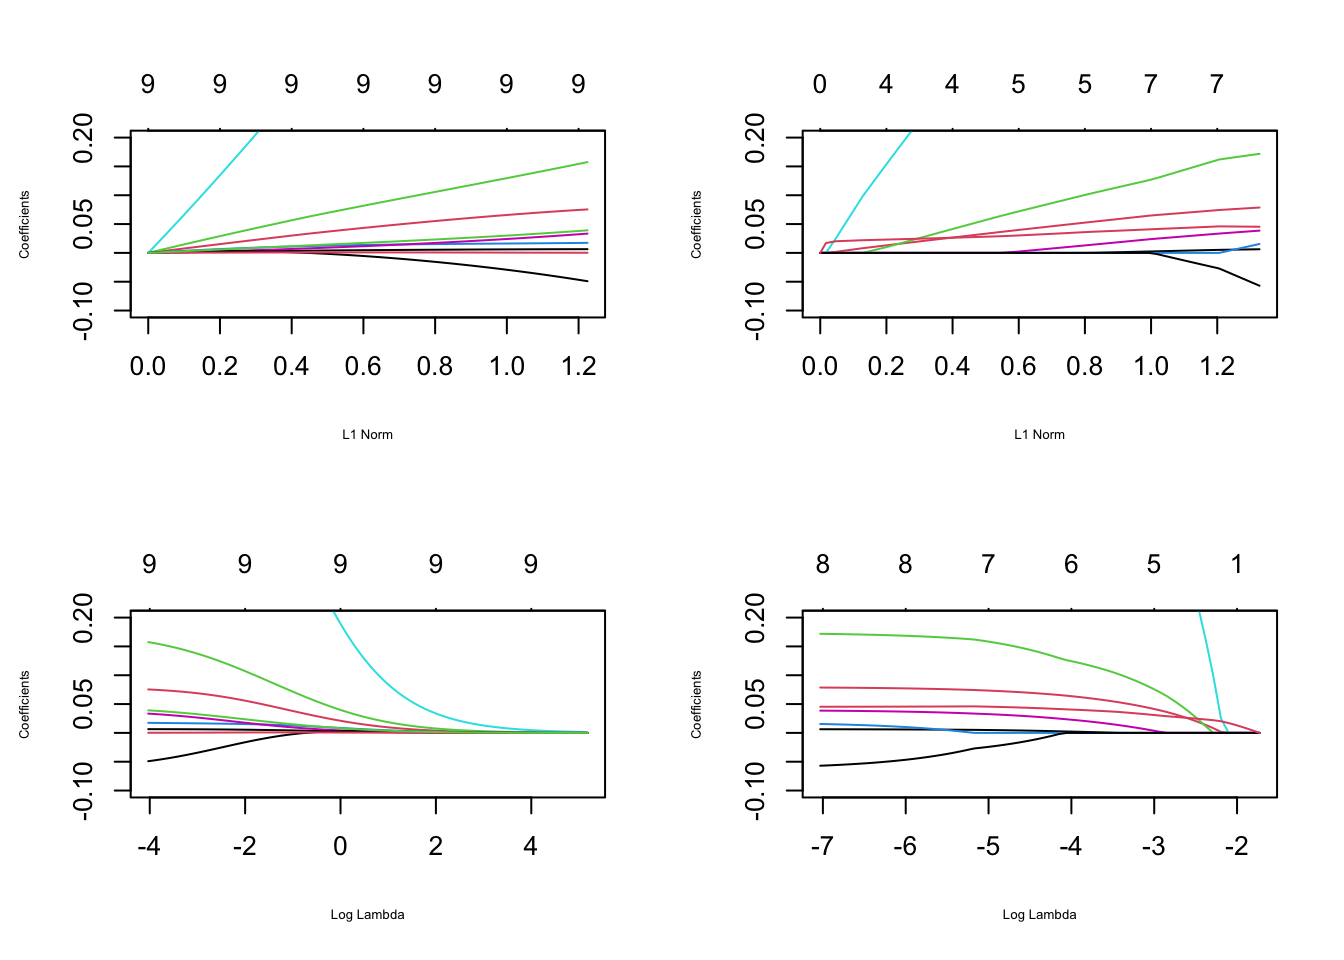 9 9 9 9 9 9 9
0.20
0.05
-0.10
Coefficients
0.0 0.2 0.4 0.6 0.8 1.0 1.2
L1 Norm
0 4 4 5 5 7 7
0.20
0.05
-0.10
Coefficients
0.0 0.2 0.4 0.6 0.8 1.0 1.2
L1 Norm
9 9 9 9 9
0.20
0.05
-0.10
Coefficients
-4 -2 0 2 4
Log Lambda
8 8 7 6 5 1
0.20
0.05
-0.10
Coefficients
-7 -6 -5 -4 -3 -2
Log Lambda